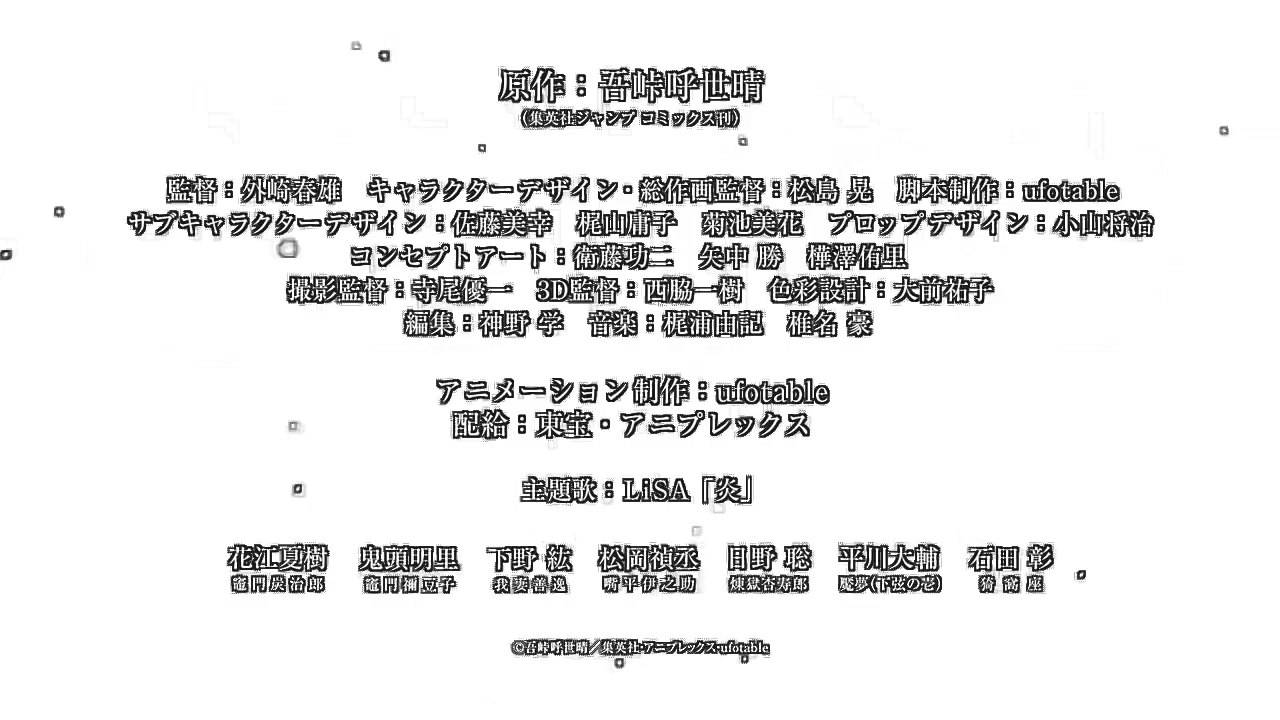 原作：吾峠呼世晴
（集英社ジャンプ コミックス刊）
監督：外崎春雄　キャラクターデザイン・総作画監督：松島 晃　脚本制作：ufotable
サブキャラクターデザイン：佐藤美幸　梶山庸子　菊池美花　プロップデザイン：小山将治
コンセプトアート：衛藤功二　矢中 勝　樺澤侑里
撮影監督：寺尾優一　3D監督：西脇一樹　色彩設計：大前祐子
編集：神野 学　音楽：梶浦由記　椎名 豪
アニメーション制作：ufotable
配給：東宝・アニプレックス
主題歌：LiSA「炎」
花江夏樹　鬼頭明里　下野 紘　松岡禎丞　日野 聡　平川大輔　石田 彰
竈門炭治郎　竈門禰豆子　我妻善逸　嘴平伊之助　煉獄杏寿郎　魘夢（下弦の壱）　猗窩座
©吾峠呼世晴／集英社・アニプレックス・ufotable